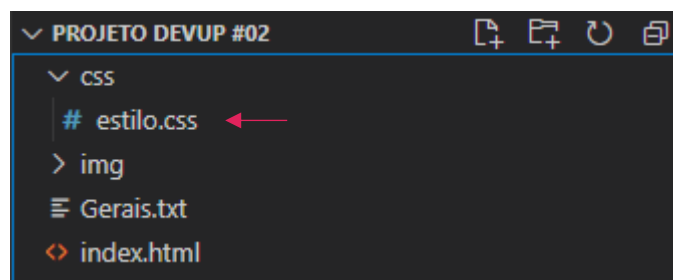 PROJETO DEVUP #02
css
# estilo.css
img
Gerais.txt
index.html